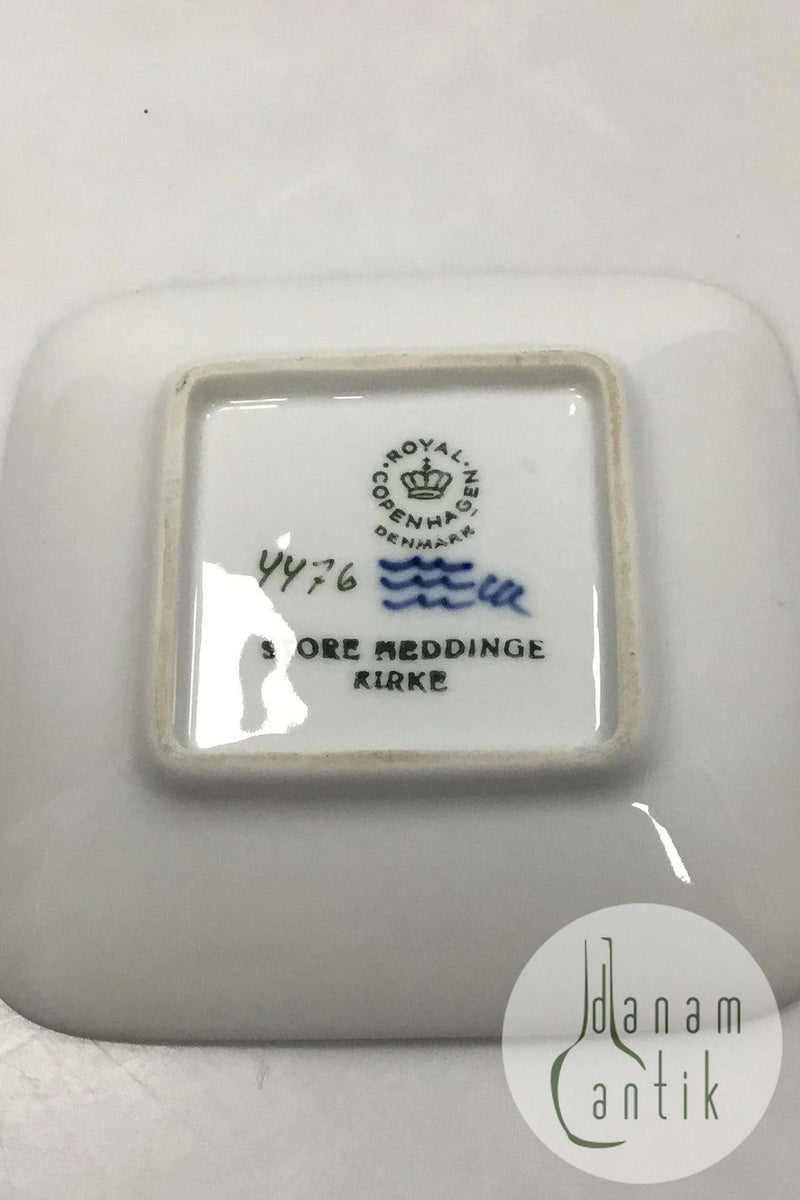 ROYAL
COPENHAGEN
DENMARK
4476
STORE HEDDINGE
KIRKE
danam
antik